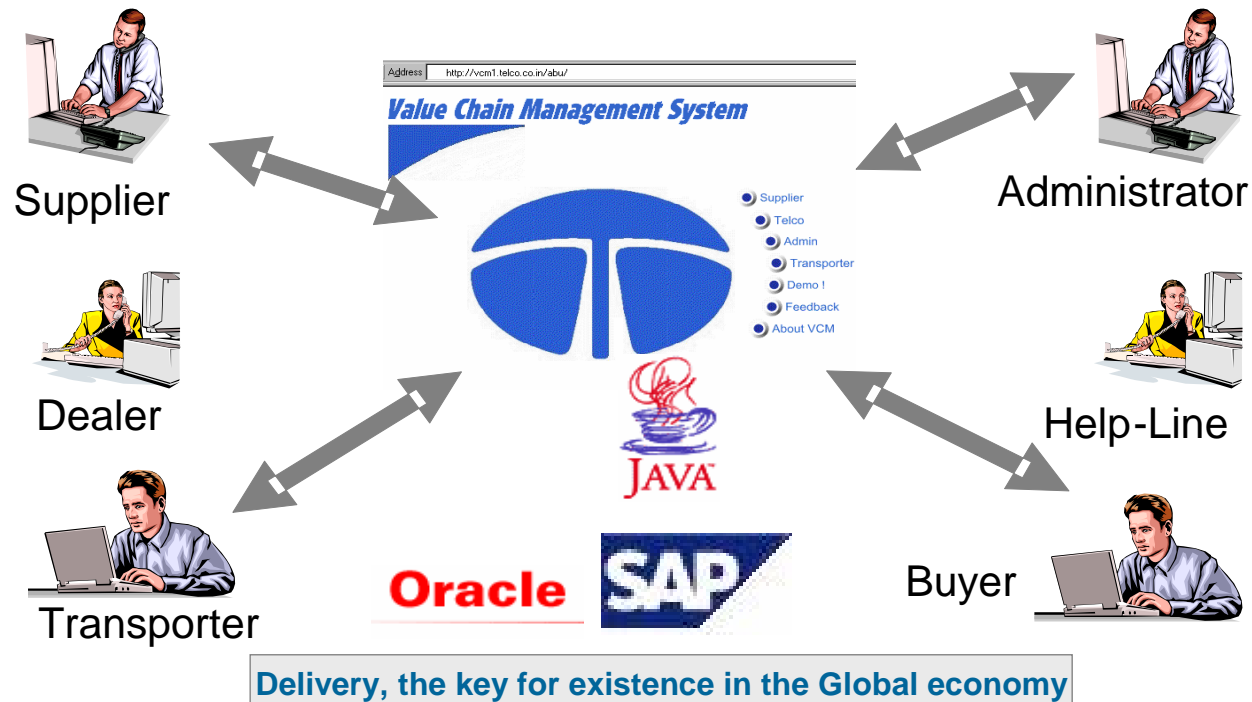 Address http://vcm1.telco.co.in/abu/
Value Chain Management System
Supplier
Administrator
Supplier
Telco
Admin
Transporter
Demo !
Feedback
About VCM
Dealer
Help-Line
JAVA™
Oracle
SAP
Buyer
Transporter
Delivery, the key for existence in the Global economy